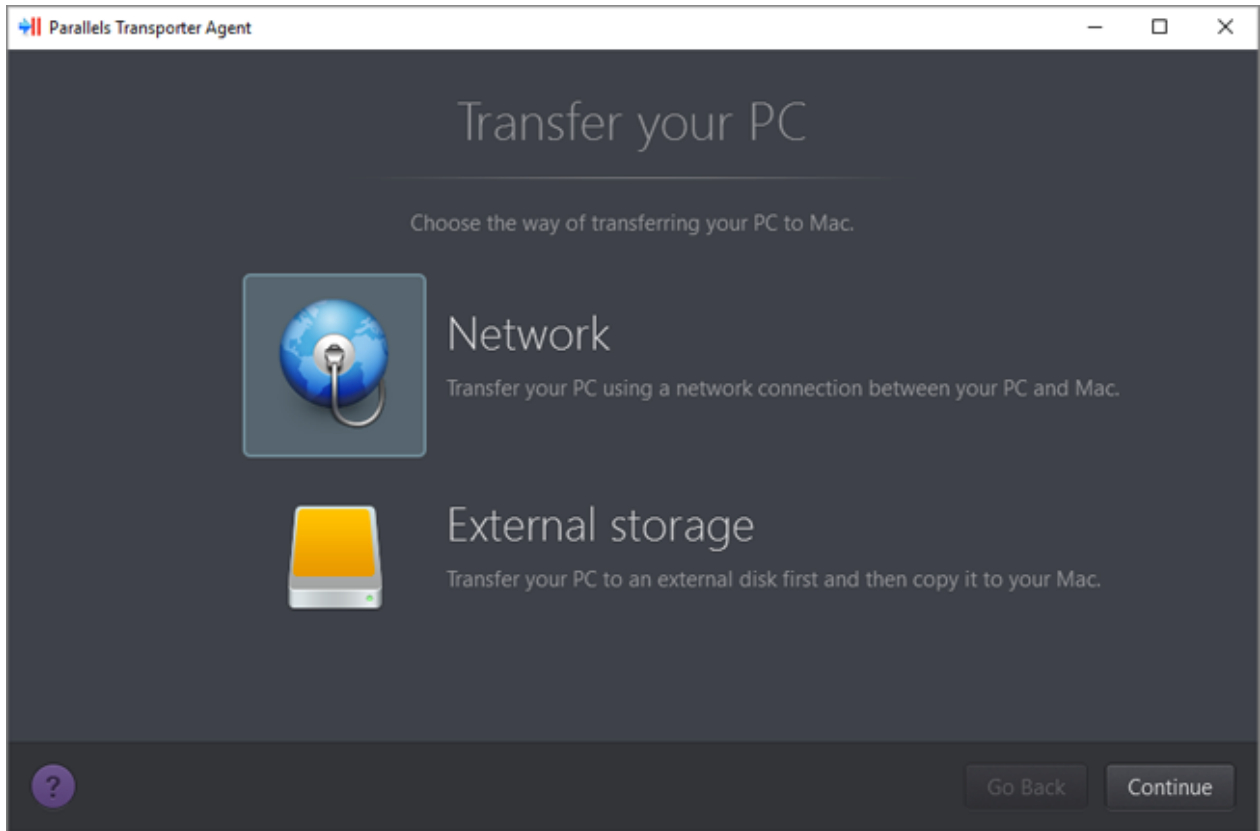 Parallels Transporter Agent
Transfer your PC
Choose the way of transferring your PC to Mac.
Network
Transfer your PC using a network connection between your PC and Mac.
External storage
Transfer your PC to an external disk first and then copy it to your Mac.
?
Go Back
Continue